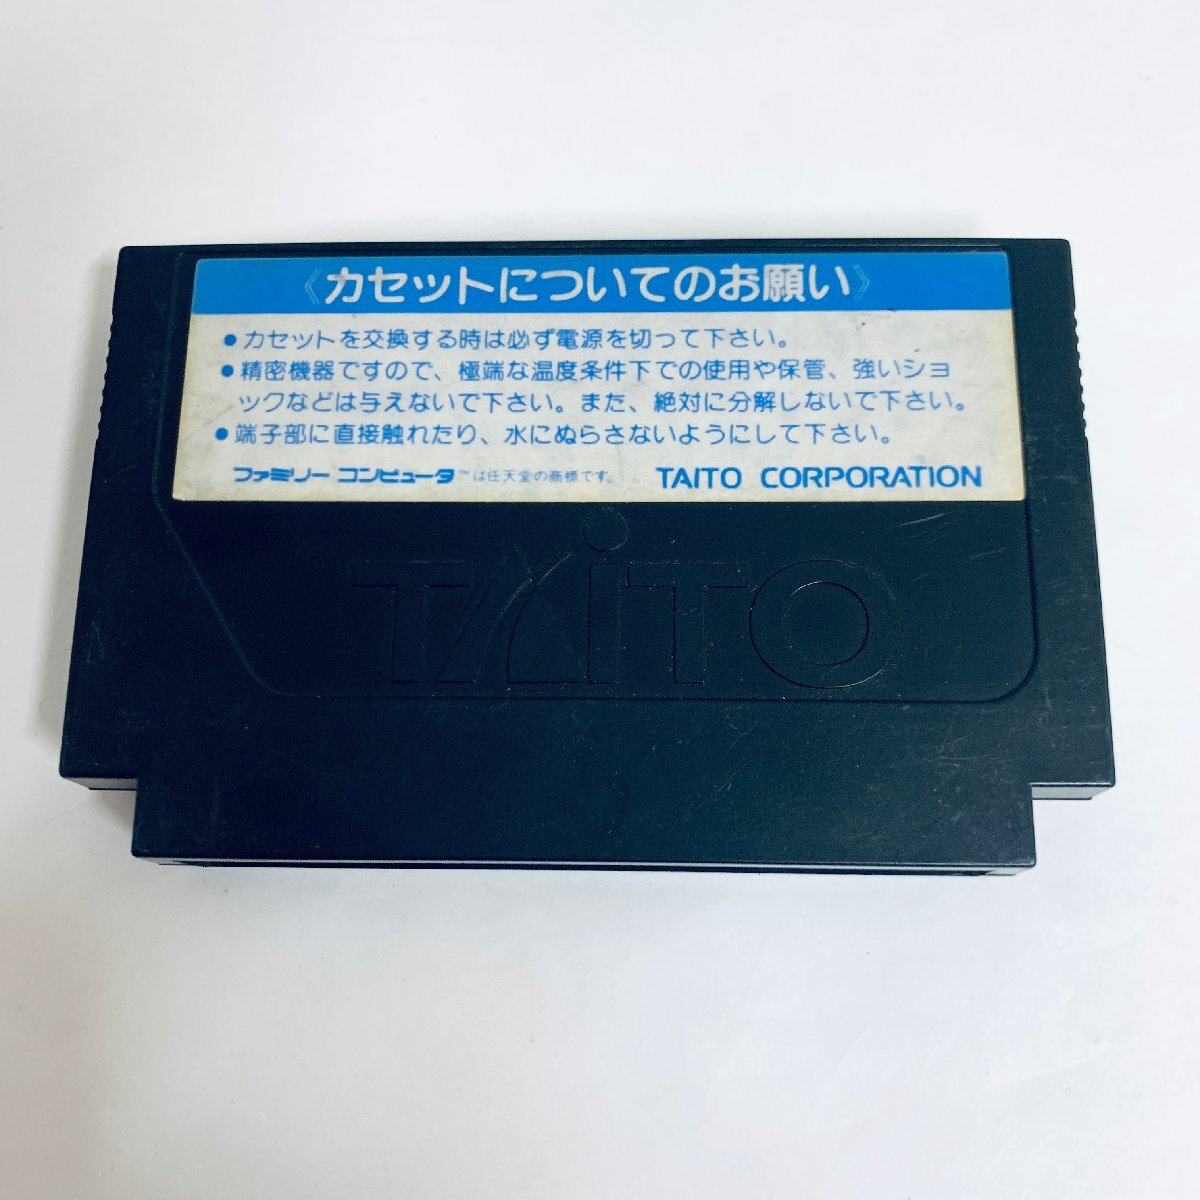 《カセットについてのお願い》
●カセットを交換する時は必ず電源を切って下さい。
●精密機器ですので、極端な温度条件下での使用や保管、強いショ
ックなどは与えないで下さい。また、絶対に分解しないで下さい。
●端子部に直接触れたり、水にぬらさないようにして下さい。
ファミリー コンピュータ™は任天堂の商標です。 TAITO CORPORATION
TAiTO